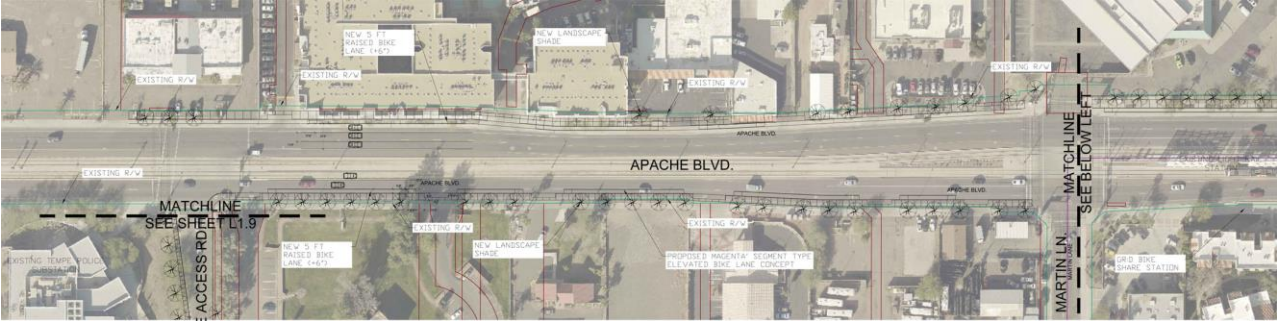 NEW 5 FT
RAISED BIKE
LANE (+6")
NEW LANDSCAPE
SHADE
EXISTING R/W
EXISTING R/W
EXISTING R/W
EXISTING R/W
APACHE BLVD.
APACHE BLVD.
MATCHLINE
SEE BELOW LEFT
EXISTING R/W
APACHE BLVD.
APACHE BLVD.
MATCHLINE
SEE SHEET L1.9
EXISTING R/W
EXISTING R/W
NEW 5 FT
RAISED BIKE
LANE (+6")
NEW LANDSCAPE
SHADE
PROPOSED 'MAGENTA' SEGMENT TYPE
ELEVATED BIKE LANE CONCEPT
EXISTING TEMPE POLICE
SUBSTATION
E ACCESS RD
MARTIN LN.
GRID BIKE
SHARE STATION